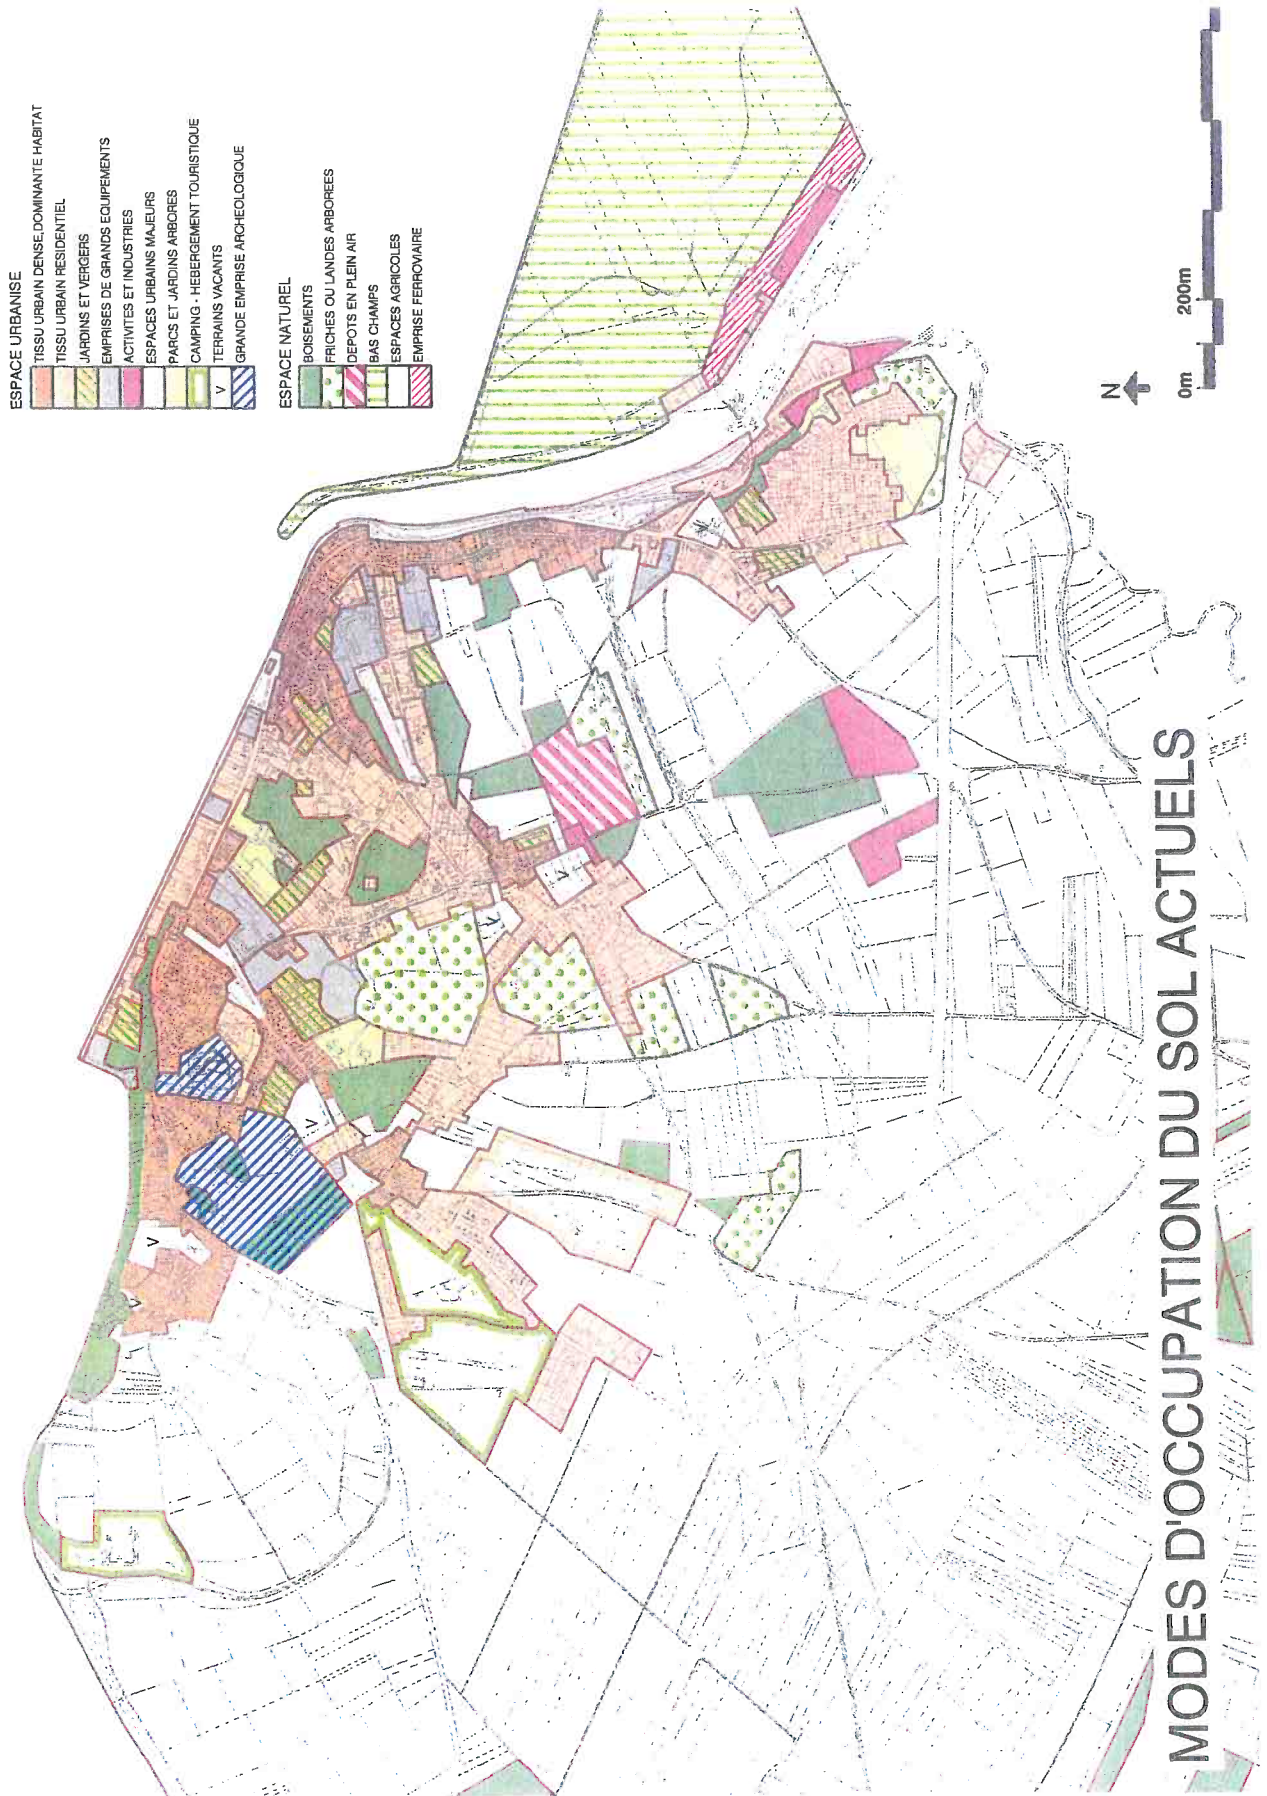 ESPACE URBANISE
TISSU URBAIN DENSE,DOMINANTE HABITAT
TISSU URBAIN RESIDENTIEL
JARDINS ET VERGERS
EMPRISES DE GRANDS EQUIPEMENTS
ACTIVITES ET INDUSTRIES
ESPACES URBAINS MAJEURS
PARCS ET JARDINS ARBORES
CAMPING - HEBERGEMENT TOURISTIQUE
V TERRAINS VACANTS
GRANDE EMPRISE ARCHEOLOGIQUE
ESPACE NATUREL
BOISEMENTS
FRICHES OU LANDES ARBOREES
DEPOTS EN PLEIN AIR
BAS CHAMPS
ESPACES AGRICOLES
EMPRISE FERROVIAIRE
V
V
V
V
V
V
N
0m 200m
MODES D'OCCUPATION DU SOL ACTUELS